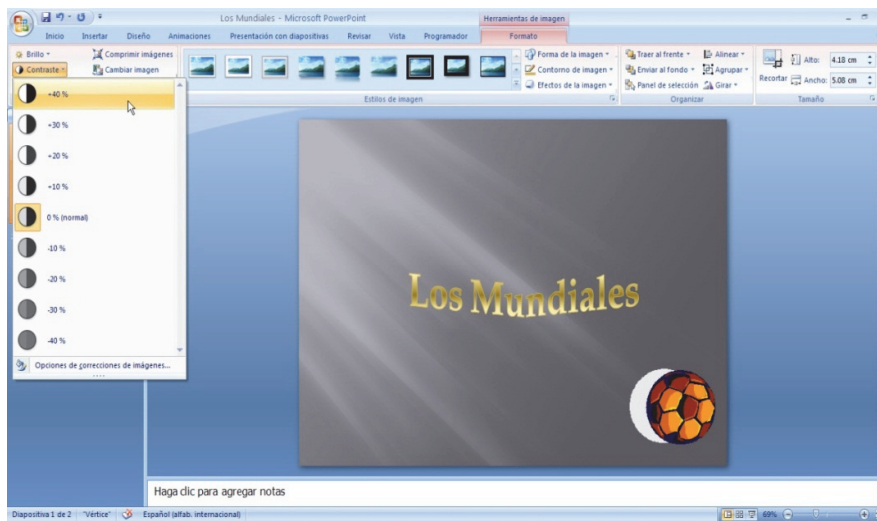 Los Mundiales - Microsoft PowerPoint
Herramientas de imagen
Inicio Insertar Diseño Animaciones Presentación con diapositivas Revisar Vista Programador Formato
Brillo
Contraste
Comprimir imágenes
Cambiar imagen
Forma de la imagen
Contorno de imagen
Efectos de la imagen
Estilos de imagen
Traer al frente
Enviar al fondo
Panel de selección
Alinear
Agrupar
Girar
Organizar
Recortar
Alto: 4.18 cm
Ancho: 5.08 cm
Tamaño
+40 %
+30 %
+20 %
+10 %
0 % (normal)
-10 %
-20 %
-30 %
-40 %
Opciones de correcciones de imágenes...
Los Mundiales
Haga clic para agregar notas
Diapositiva 1 de 2 "Vértice" Español (alfab. internacional) 69%